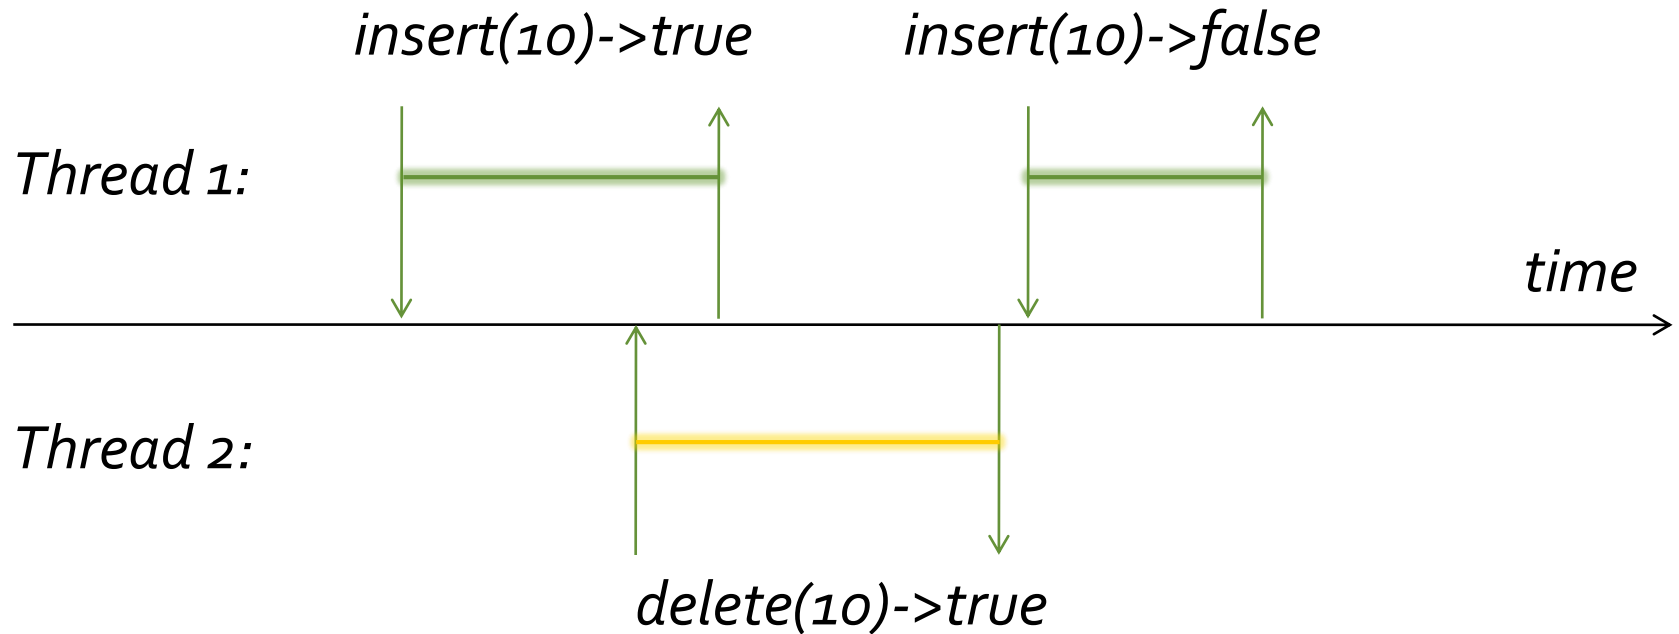 insert(10)->true
insert(10)->false
Thread 1:
time
Thread 2:
delete(10)->true